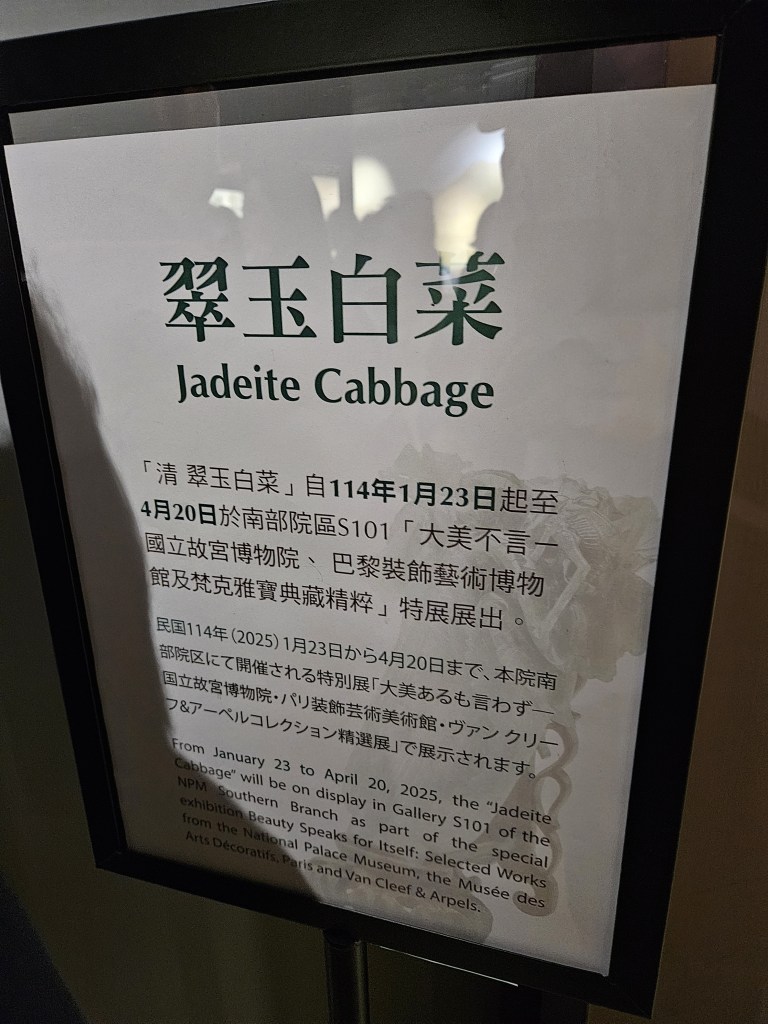 翠玉白菜
Jadeite Cabbage
「清 翠玉白菜」自114年1月23日起至
4月20日於南部院區S101「大美不言—
國立故宮博物院、巴黎裝飾藝術博物
館及梵克雅寶典藏精粹」特展展出。
民国114年(2025)1月23日から4月20日まで、本院南
部院区にて開催される特別展「大美あるも言わず—
国立故宮博物院・パリ装飾芸術美術館・ヴァン クリー
フ&アーペルコレクション精選展」で展示されます。
From January 23 to April 20, 2025, the "Jadeite
Cabbage" will be on display in Gallery S101 of the
NPM Southern Branch as part of the special
exhibition Beauty Speaks for Itself: Selected Works
from the National Palace Museum, the Musée des
Arts Décoratifs, Paris and Van Cleef & Arpels.